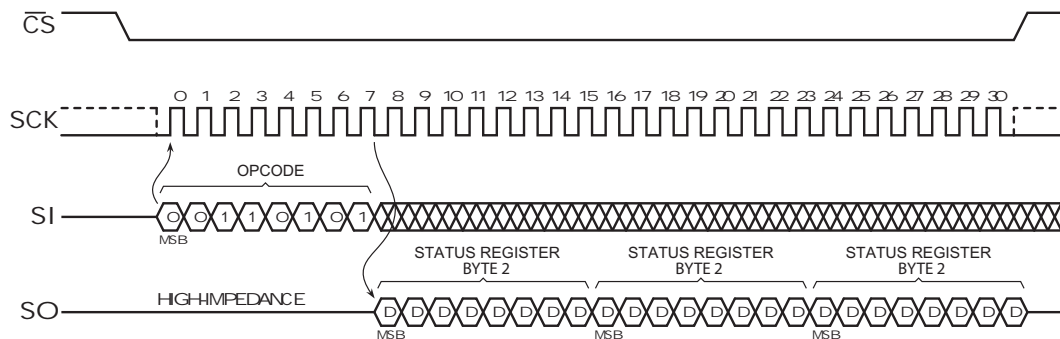 CS
0 1 2 3 4 5 6 7 8 9 10 11 12 13 14 15 16 17 18 19 20 21 22 23 24 25 26 27 28 29 30
SCK
OPCODE
SI 0 0 1 1 0 1 0 1
MSB
STATUS REGISTER BYTE 2
STATUS REGISTER BYTE 2
STATUS REGISTER BYTE 2
HIGH-IMPEDANCE
SO D D D D D D D D D D D D D D D D D D D D D D D D
MSB MSB MSB